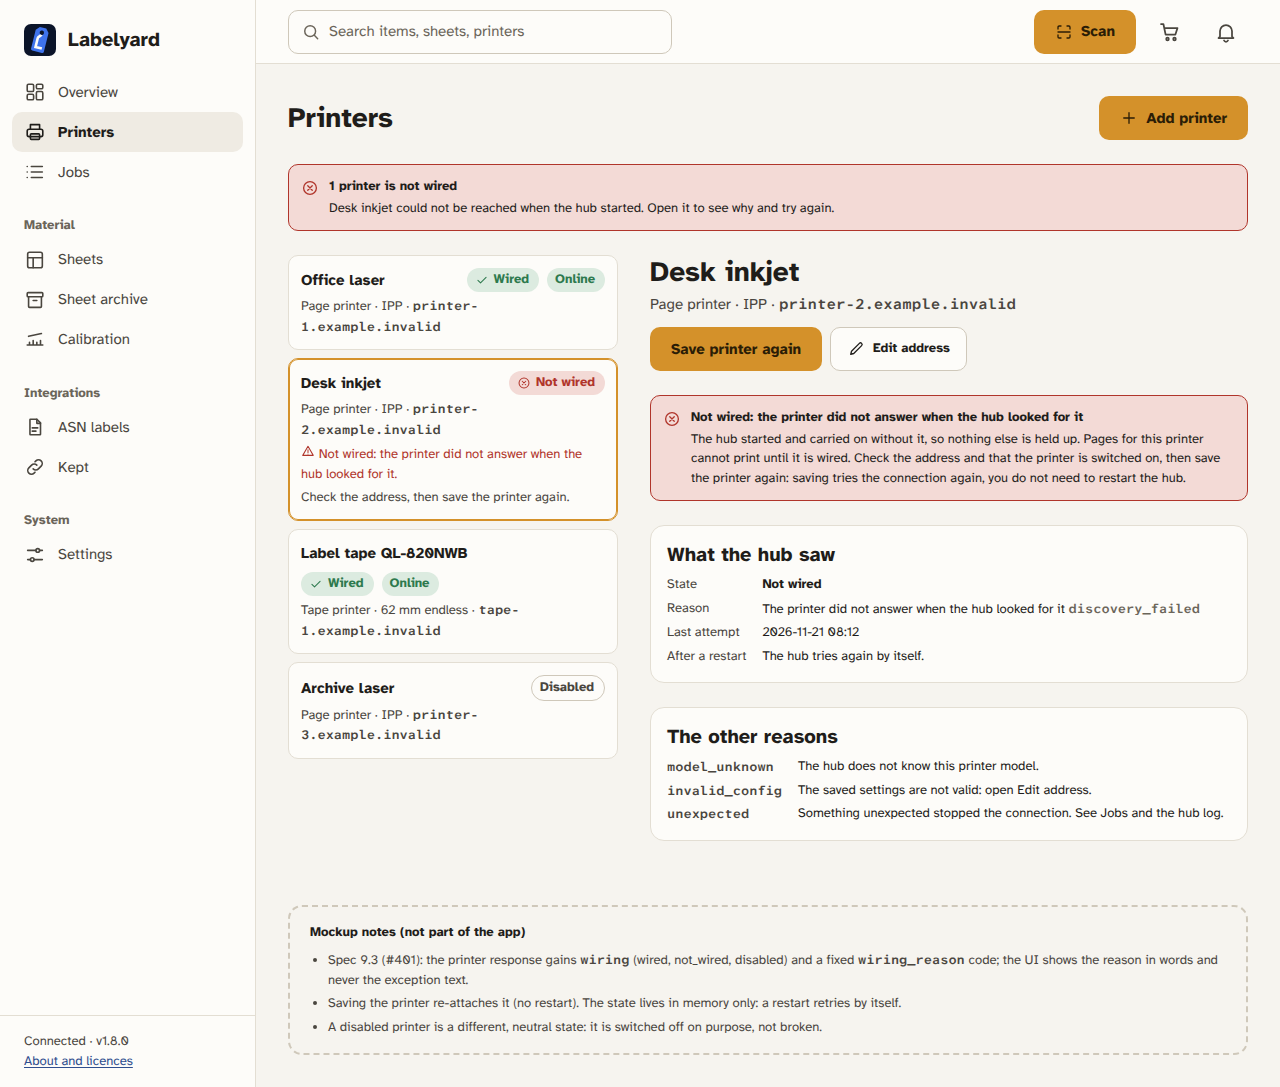 Labelyard
Overview
Printers
Jobs
Material
Sheets
Sheet archive
Calibration
Integrations
ASN labels
Kept
System
Settings
Connected · v1.8.0
About and licences
Search items, sheets, printers
Scan
Printers
Add printer
1 printer is not wired
Desk inkjet could not be reached when the hub started. Open it to see why and try again.
Office laser
Wired
Online
Page printer · IPP · printer-
1.example.invalid
Desk inkjet
Not wired
Page printer · IPP · printer-
2.example.invalid
Not wired: the printer did not answer when the
hub looked for it.
Check the address, then save the printer again.
Label tape QL-820NWB
Wired
Online
Tape printer · 62 mm endless · tape-
1.example.invalid
Archive laser
Disabled
Page printer · IPP · printer-
3.example.invalid
Desk inkjet
Page printer · IPP · printer-2.example.invalid
Save printer again
Edit address
Not wired: the printer did not answer when the hub looked for it
The hub started and carried on without it, so nothing else is held up. Pages for this printer
cannot print until it is wired. Check the address and that the printer is switched on, then save
the printer again: saving tries the connection again, you do not need to restart the hub.
What the hub saw
State Not wired
Reason The printer did not answer when the hub looked for it discovery_failed
Last attempt 2026-11-21 08:12
After a restart The hub tries again by itself.
The other reasons
model_unknown The hub does not know this printer model.
invalid_config The saved settings are not valid: open Edit address.
unexpected Something unexpected stopped the connection. See Jobs and the hub log.
Mockup notes (not part of the app)
• Spec 9.3 (#401): the printer response gains wiring (wired, not_wired, disabled) and a fixed wiring_reason code; the UI shows the reason in words and
never the exception text.
• Saving the printer re-attaches it (no restart). The state lives in memory only: a restart retries by itself.
• A disabled printer is a different, neutral state: it is switched off on purpose, not broken.